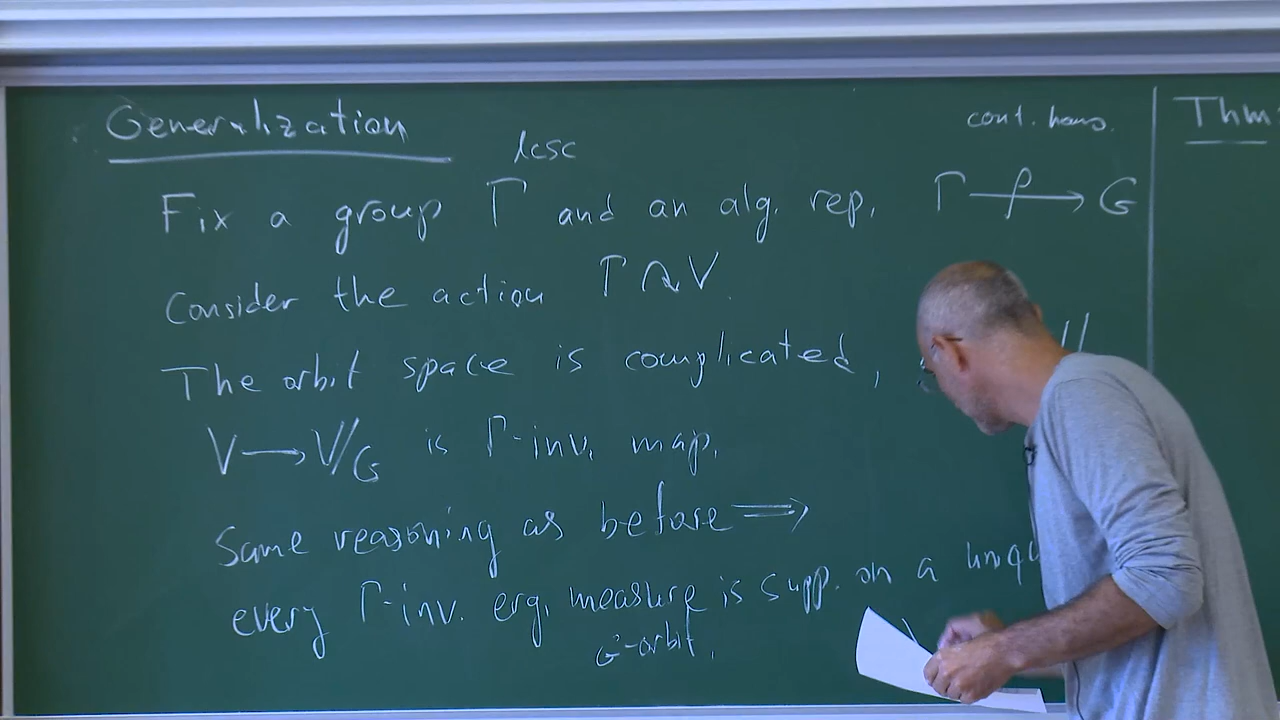 Generalization
lcsc
cont. hom.
Fix a group Γ and an alg. rep. Γ —ρ→ G
Consider the action Γ ↷ V.
The orbit space is complicated,
V → V/G is Γ-inv. map.
Same reasoning as before ⟹
every Γ-inv. erg. measure is supp. on a
G-orbit.
Thm: